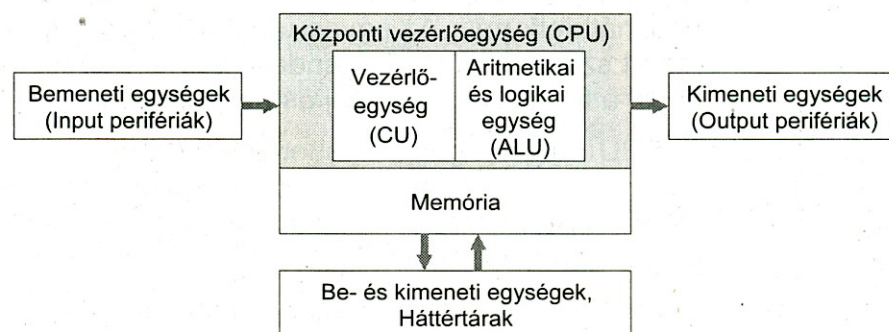 Központi vezérlőegység (CPU)
Vezérlő-
egység
(CU)
Aritmetikai
és logikai
egység
(ALU)
Bemeneti egységek
(Input perifériák)
Kimeneti egységek
(Output perifériák)
Memória
Be- és kimeneti egységek,
Háttértárak